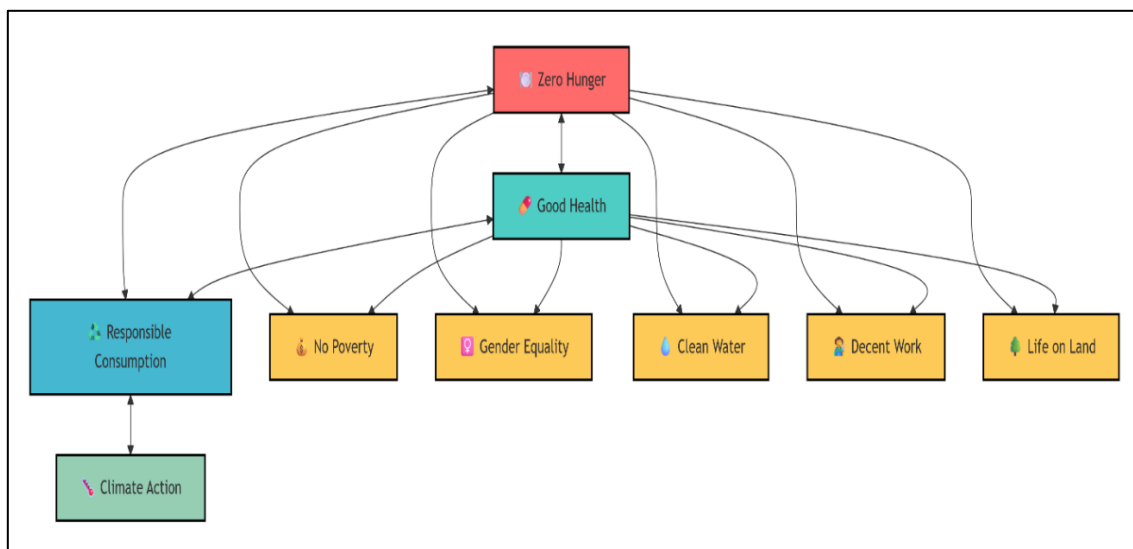 Zero Hunger
Good Health
Responsible
Consumption
No Poverty
Gender Equality
Clean Water
Decent Work
Life on Land
Climate Action